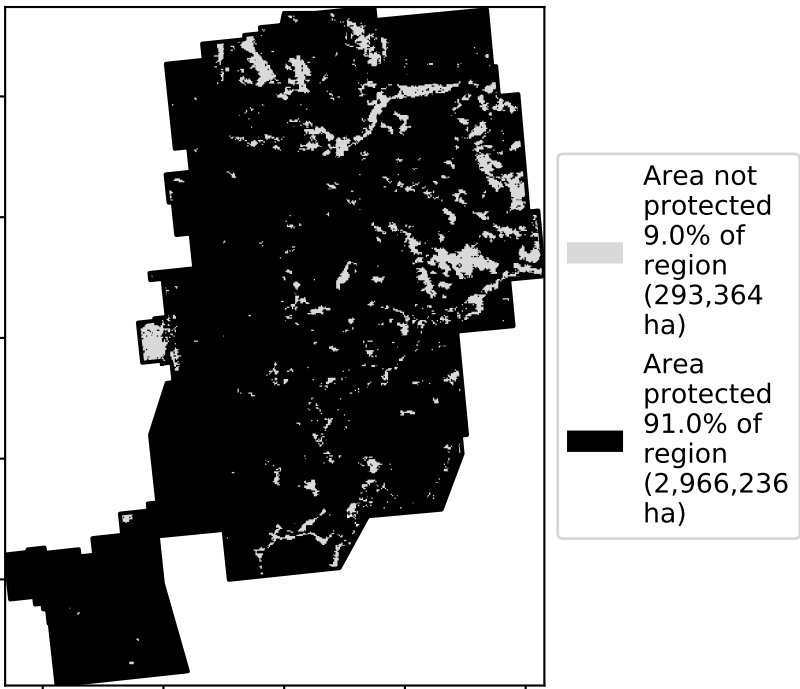 Area not
protected
9.0% of
region
(293,364
ha)
Area
protected
91.0% of
region
(2,966,236
ha)